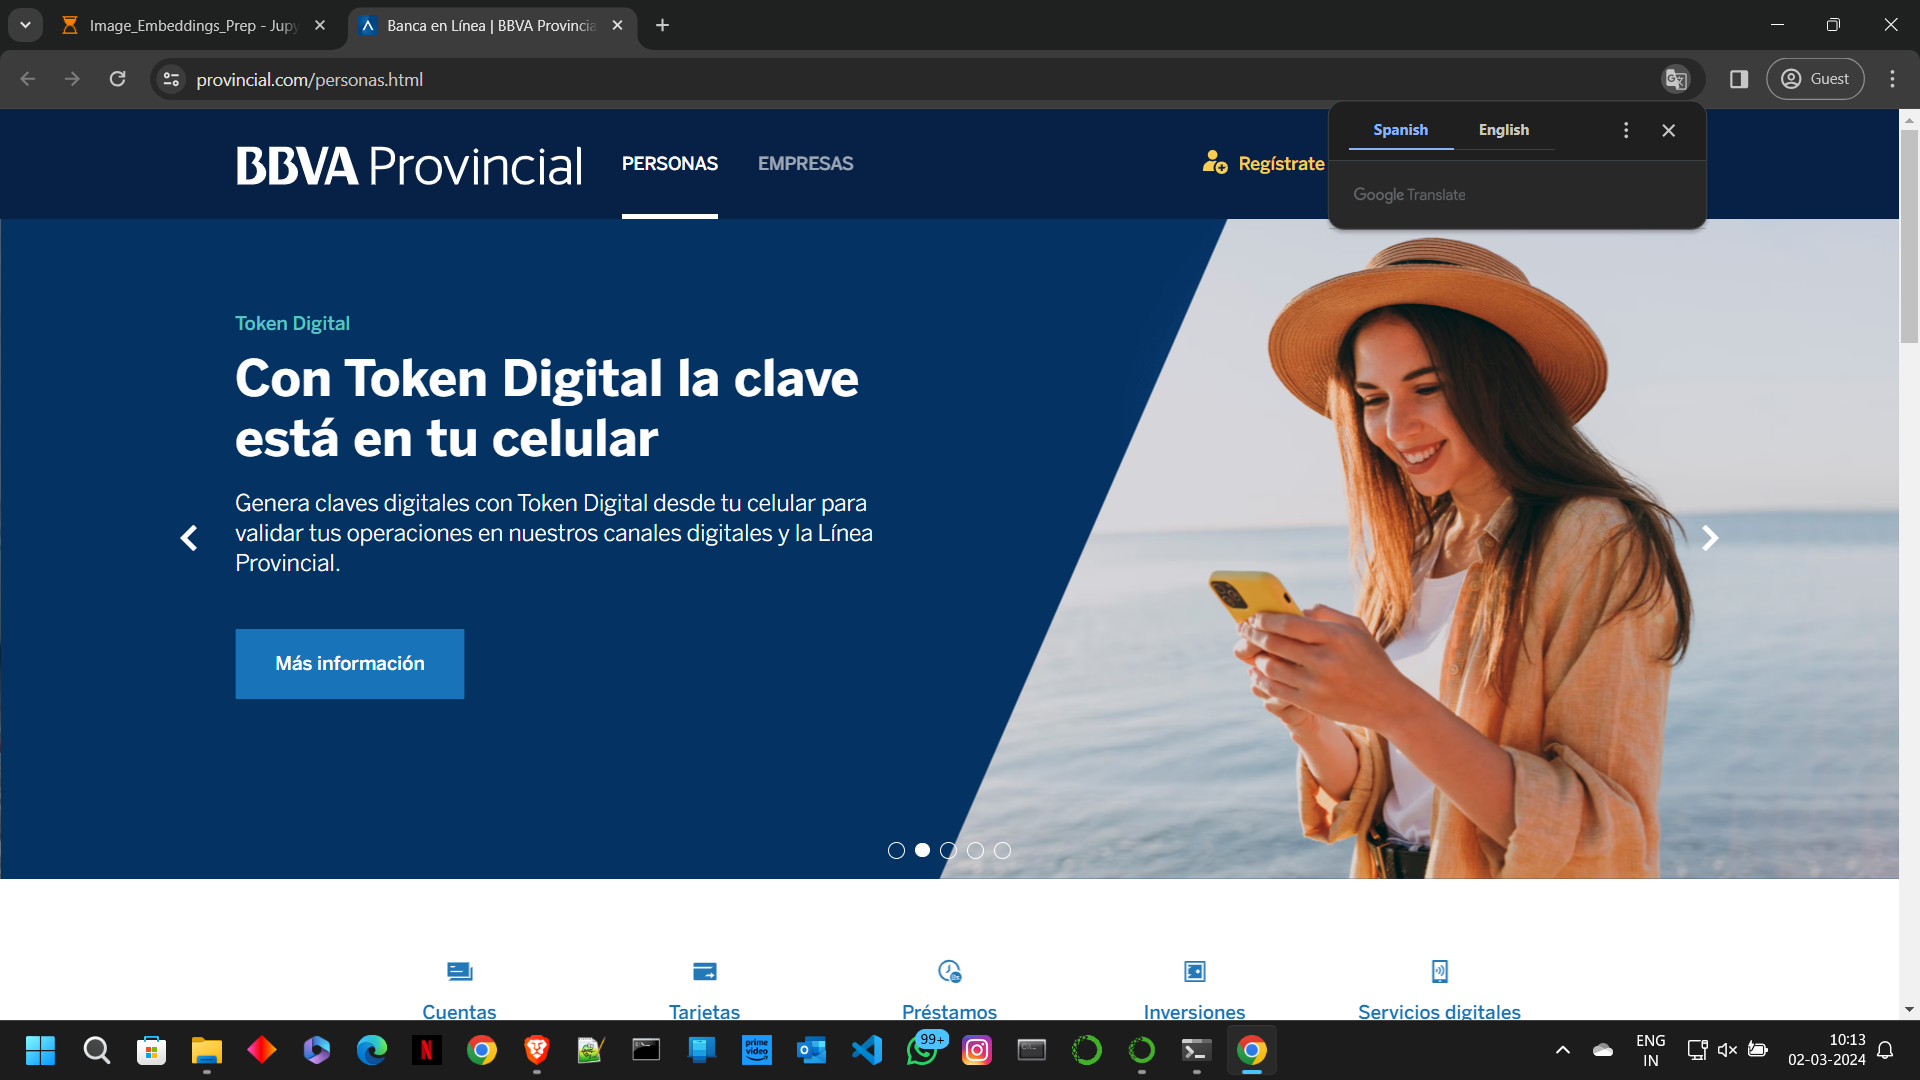 Image_Embeddings_Prep - Jupy
Banca en Línea | BBVA Provincia
provincial.com/personas.html
Guest
Spanish
English
Google Translate
BBVA Provincial
PERSONAS
EMPRESAS
Regístrate
Token Digital
Con Token Digital la clave
está en tu celular
Genera claves digitales con Token Digital desde tu celular para
validar tus operaciones en nuestros canales digitales y la Línea
Provincial.
Más información
Cuentas
Tarjetas
Préstamos
Inversiones
Servicios digitales
prime
video
99+
ENG
IN
10:13
02-03-2024